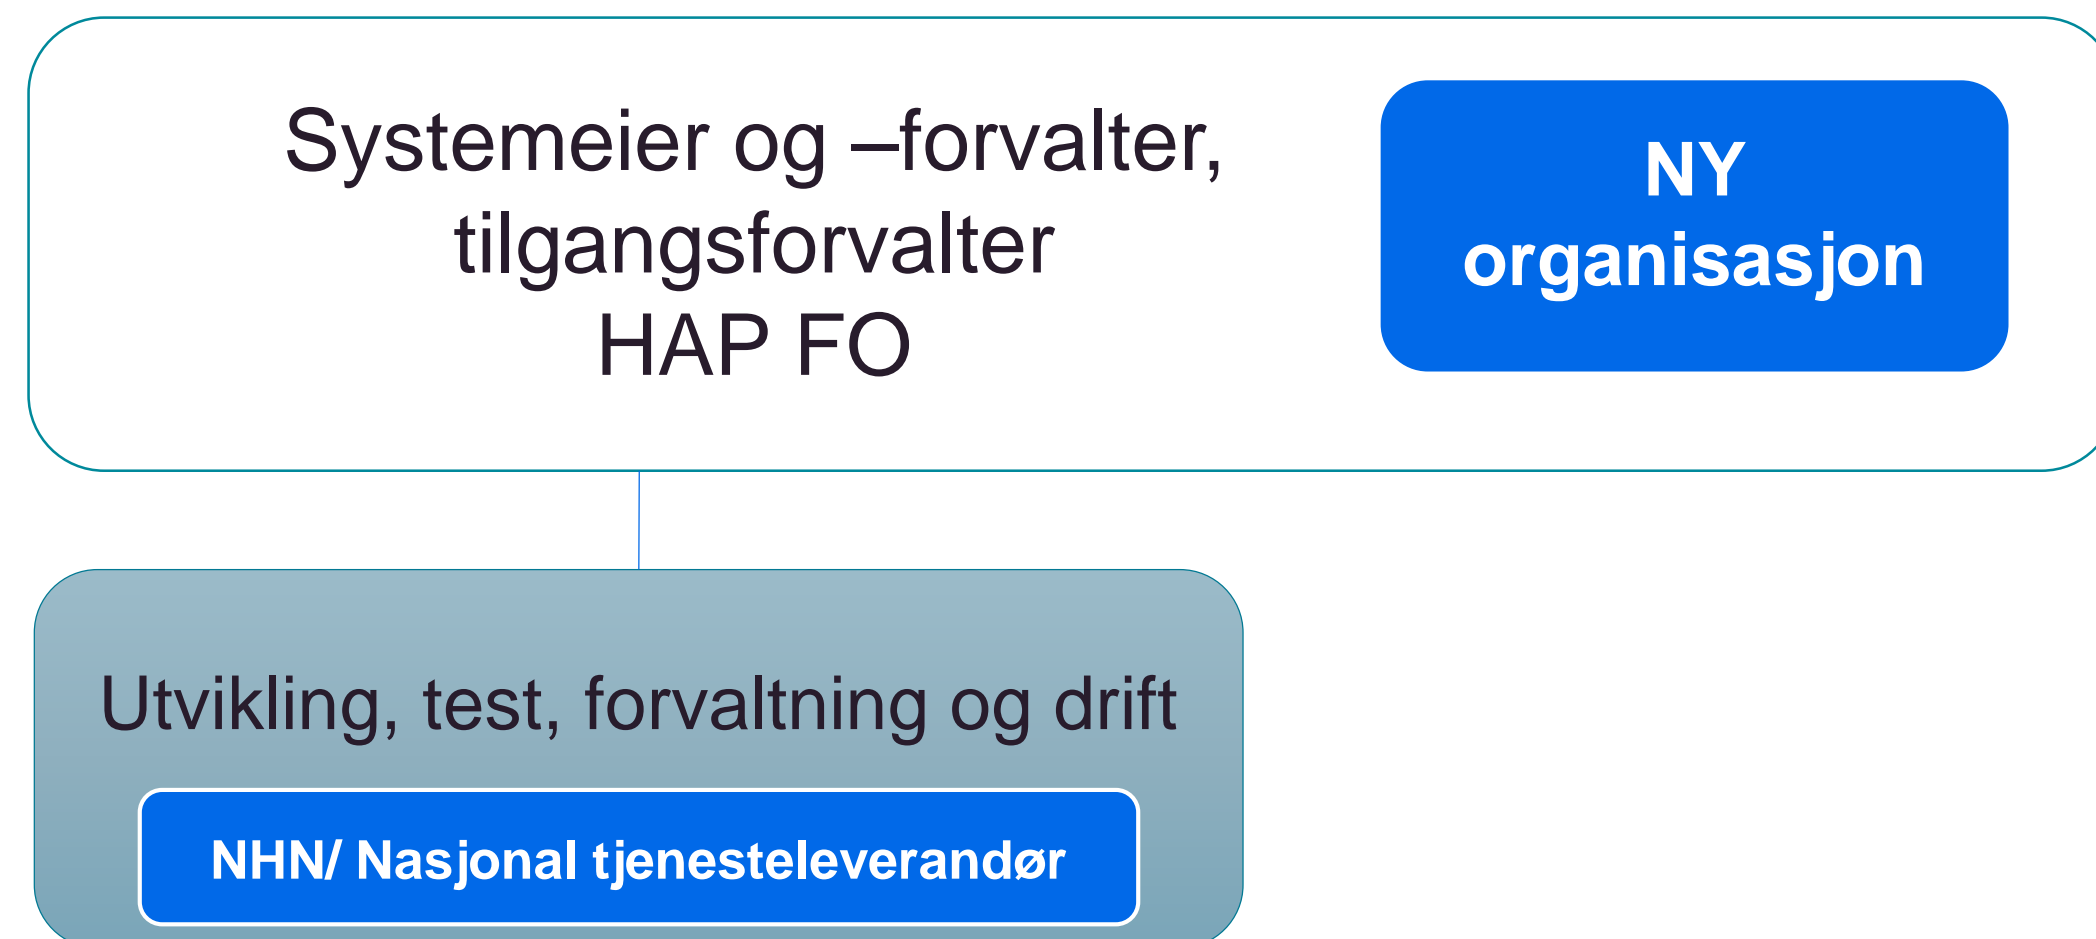 Systemeier og –forvalter,
tilgangsforvalter
HAP FO
NY
organisasjon
Utvikling, test, forvaltning og drift
NHN/ Nasjonal tjenesteleverandør